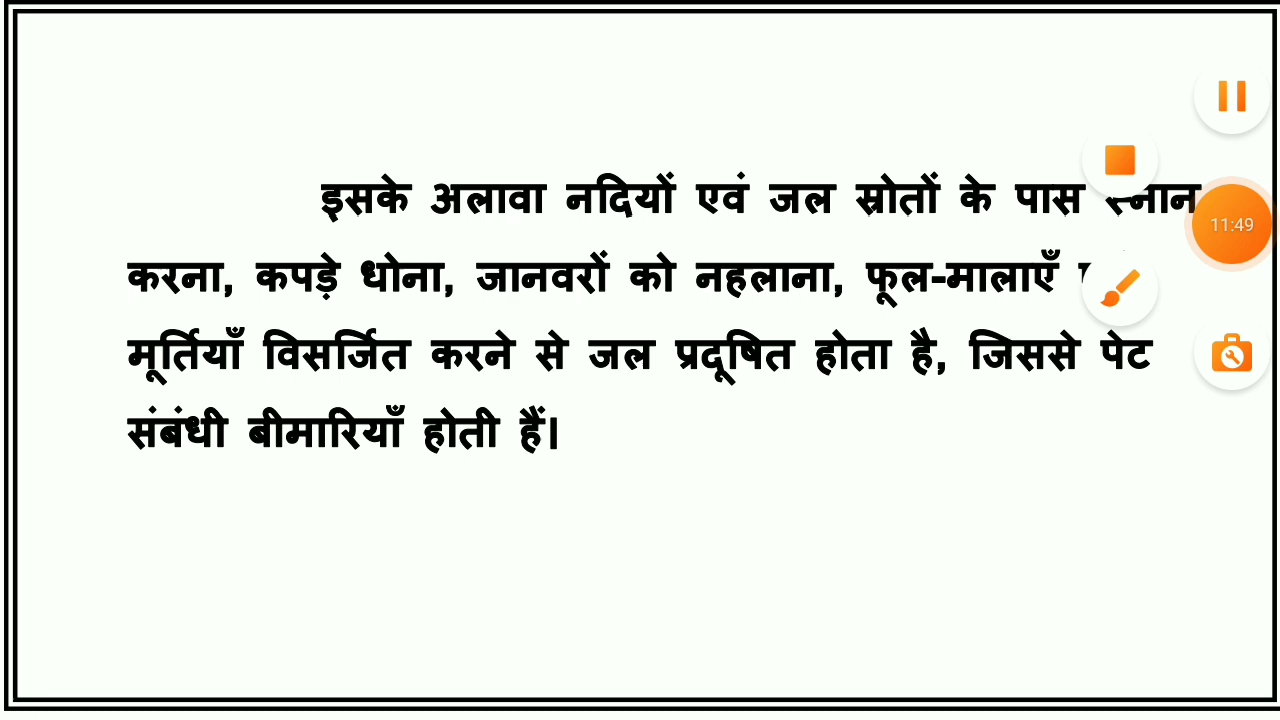 इसके अलावा नदियों एवं जल स्रोतों के पास स्नान
करना, कपड़े धोना, जानवरों को नहलाना, फूल-मालाएँ
मूर्तियाँ विसर्जित करने से जल प्रदूषित होता है, जिससे पेट
संबंधी बीमारियाँ होती हैं।
11:49